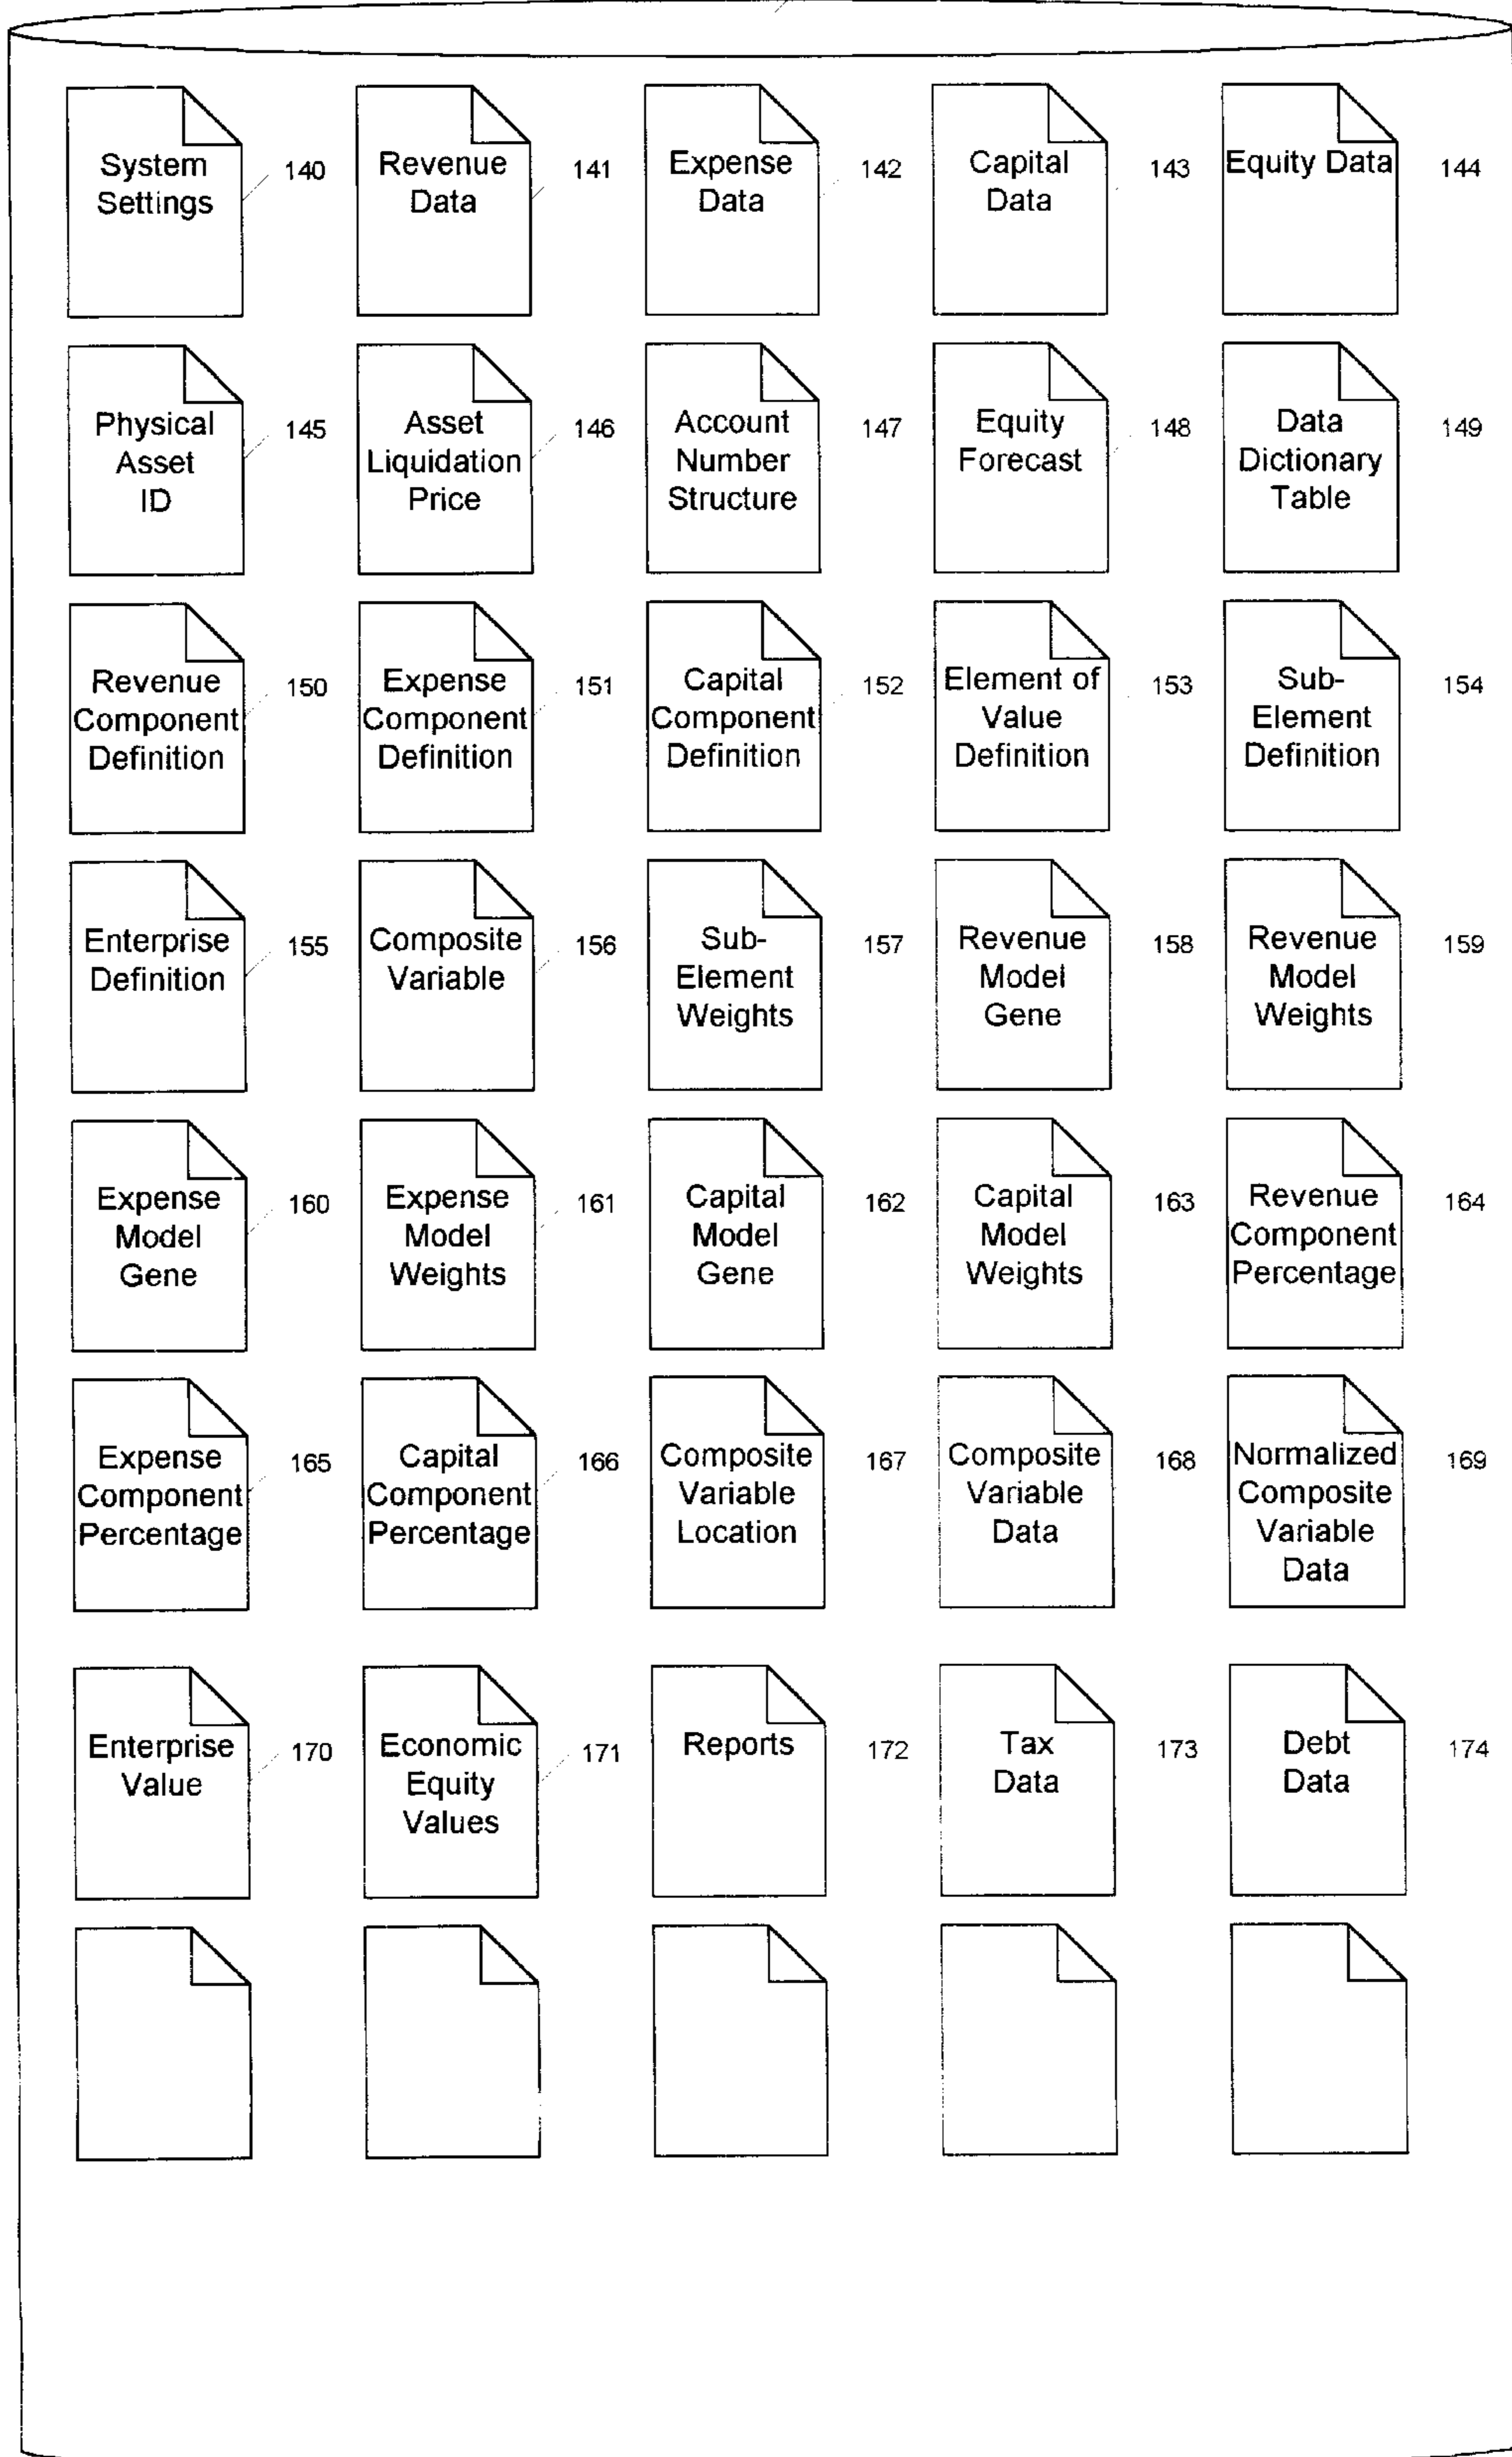 System
Settings
140
Revenue
Data
141
Expense
Data
142
Capital
Data
143
Equity Data
144
Physical
Asset
ID
145
Asset
Liquidation
Price
146
Account
Number
Structure
147
Equity
Forecast
148
Data
Dictionary
Table
149
Revenue
Component
Definition
150
Expense
Component
Definition
151
Capital
Component
Definition
152
Element of
Value
Definition
153
Sub-
Element
Definition
154
Enterprise
Definition
155
Composite
Variable
156
Sub-
Element
Weights
157
Revenue
Model
Gene
158
Revenue
Model
Weights
159
Expense
Model
Gene
160
Expense
Model
Weights
161
Capital
Model
Gene
162
Capital
Model
Weights
163
Revenue
Component
Percentage
164
Expense
Component
Percentage
165
Capital
Component
Percentage
166
Composite
Variable
Location
167
Composite
Variable
Data
168
Normalized
Composite
Variable
Data
169
Enterprise
Value
170
Economic
Equity
Values
171
Reports
172
Tax
Data
173
Debt
Data
174